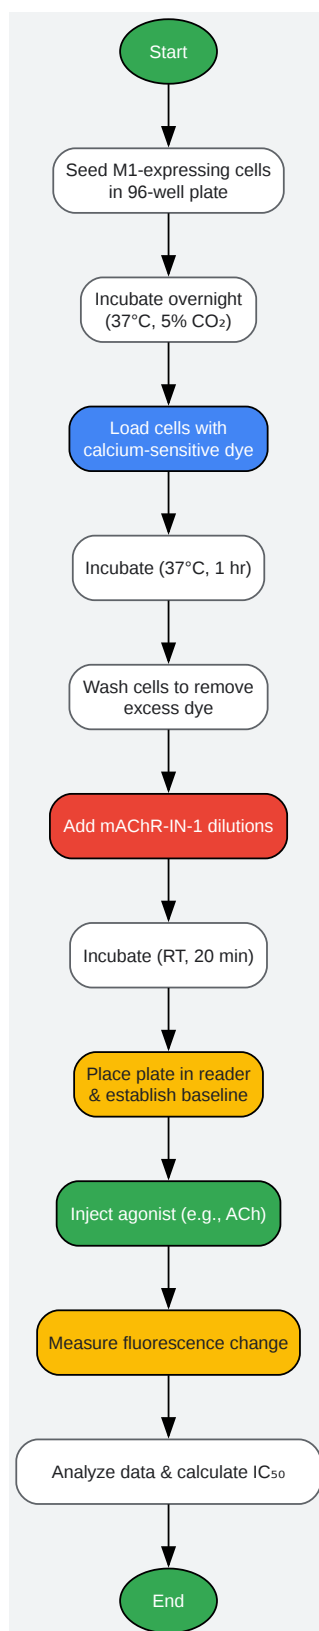 Start
Seed M1-expressing cells
in 96-well plate
Incubate overnight
(37°C, 5% CO₂)
Load cells with
calcium-sensitive dye
Incubate (37°C, 1 hr)
Wash cells to remove
excess dye
Add mAChR-IN-1 dilutions
Incubate (RT, 20 min)
Place plate in reader
& establish baseline
Inject agonist (e.g., ACh)
Measure fluorescence change
Analyze data & calculate IC₅₀
End